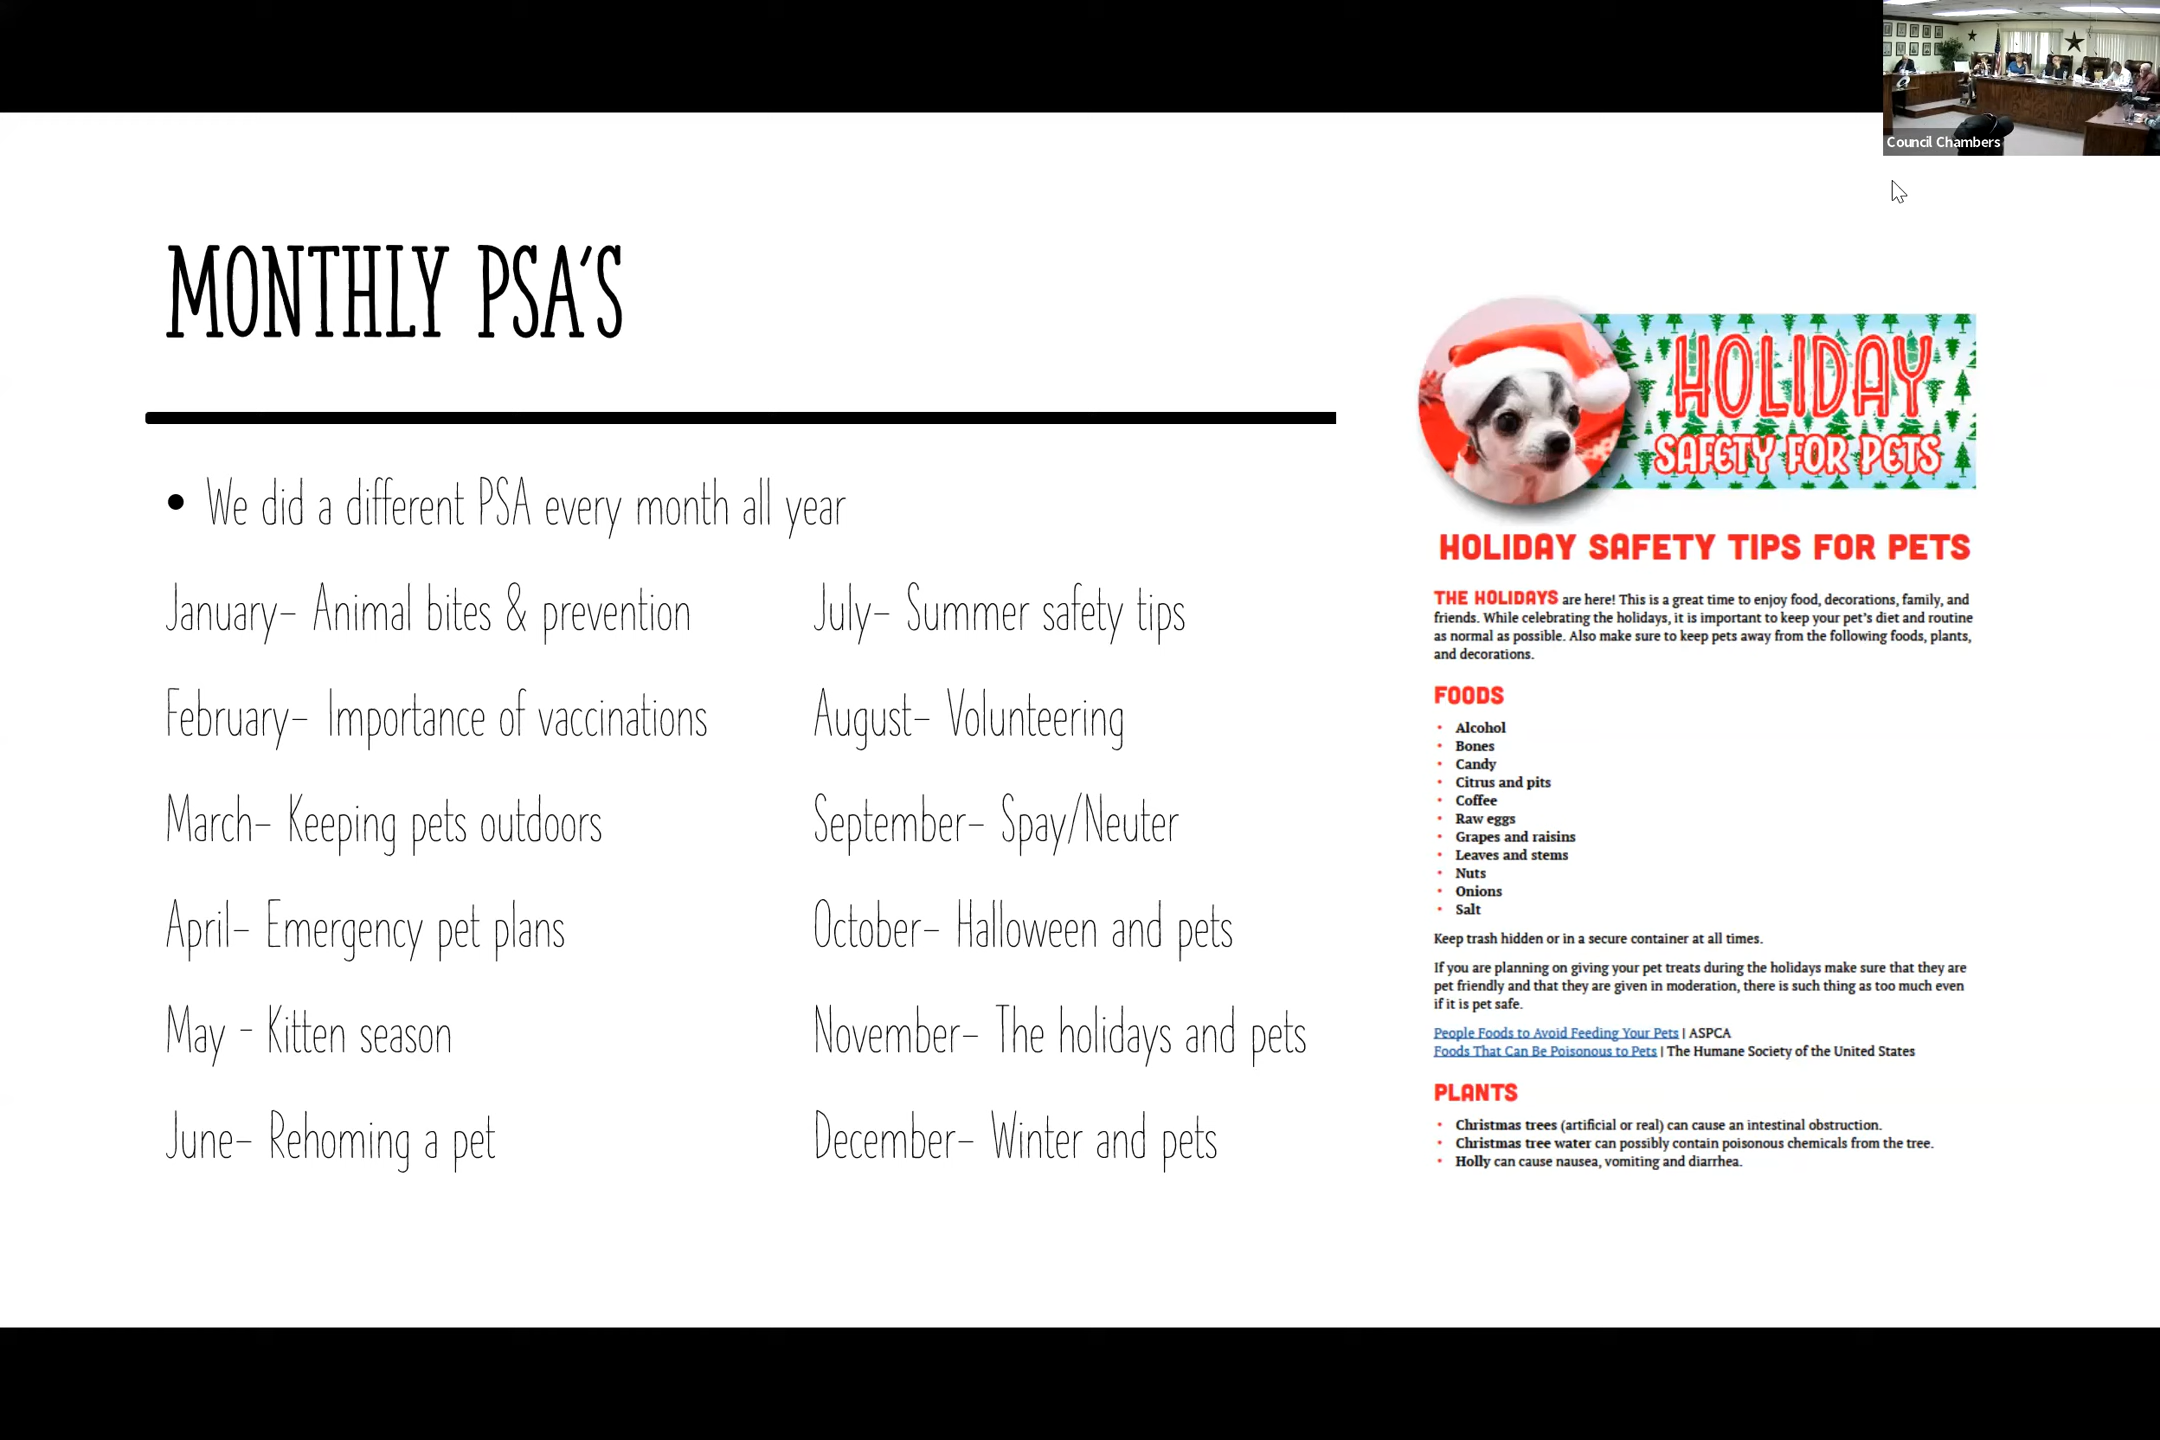 Council Chambers
MONTHLY PSA'S
• We did a different PSA every month all year
January– Animal bites & prevention
February– Importance of vaccinations
March– Keeping pets outdoors
April– Emergency pet plans
May - Kitten season
June– Rehoming a pet
July– Summer safety tips
August– Volunteering
September– Spay/Neuter
October– Halloween and pets
November– The holidays and pets
December– Winter and pets
HOLIDAY
SAFETY FOR PETS
HOLIDAY SAFETY TIPS FOR PETS
THE HOLIDAYS are here! This is a great time to enjoy food, decorations, family, and
friends. While celebrating the holidays, it is important to keep your pet's diet and routine
as normal as possible. Also make sure to keep pets away from the following foods, plants,
and decorations.
FOODS
• Alcohol
• Bones
• Candy
• Citrus and pits
• Coffee
• Raw eggs
• Grapes and raisins
• Leaves and stems
• Nuts
• Onions
• Salt
Keep trash hidden or in a secure container at all times.
If you are planning on giving your pet treats during the holidays make sure that they are
pet friendly and that they are given in moderation, there is such thing as too much even
if it is pet safe.
People Foods to Avoid Feeding Your Pets | ASPCA
Foods That Can Be Poisonous to Pets | The Humane Society of the United States
PLANTS
• Christmas trees (artificial or real) can cause an intestinal obstruction.
• Christmas tree water can possibly contain poisonous chemicals from the tree.
• Holly can cause nausea, vomiting and diarrhea.